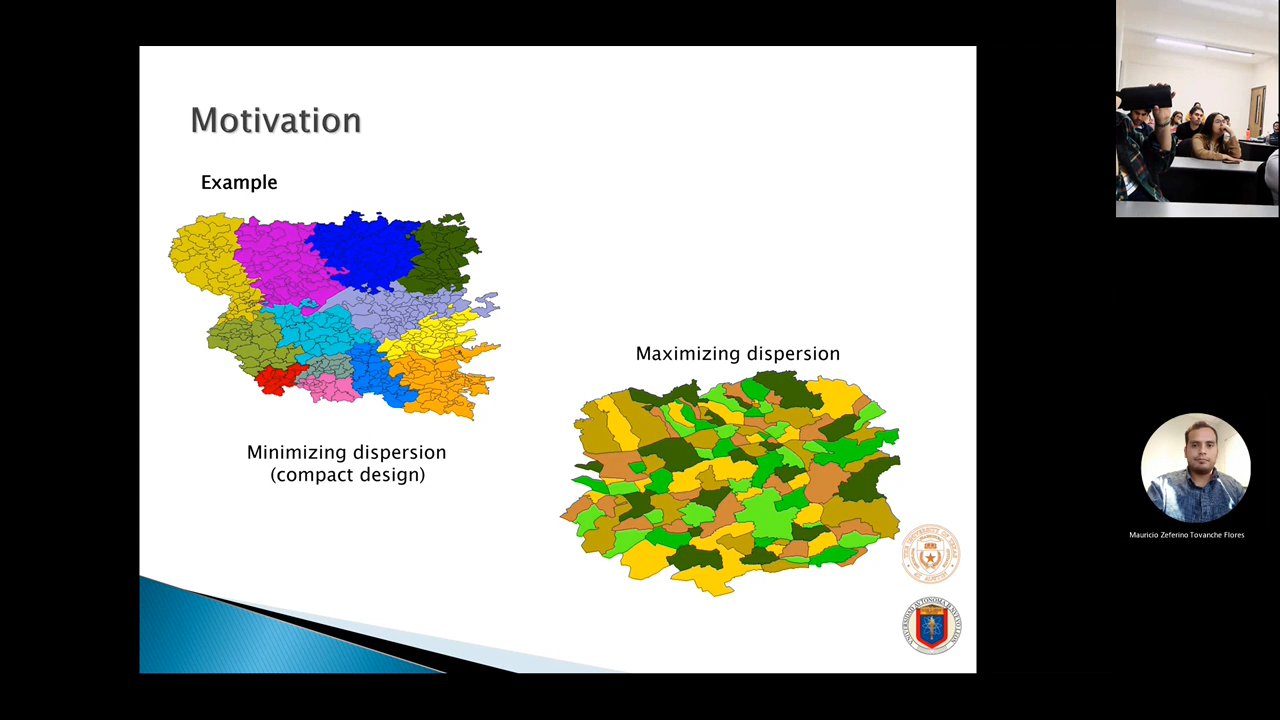 Motivation
Example
Minimizing dispersion
(compact design)
Maximizing dispersion
Mauricio Zeferino Tovanche Flores